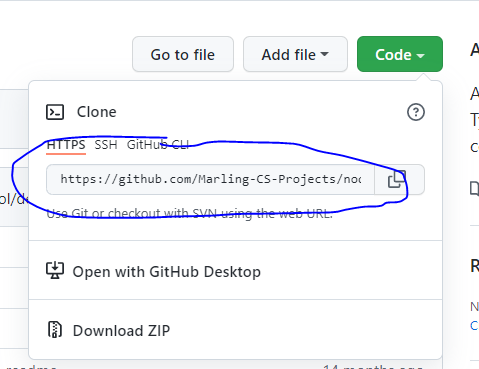 Go to file Add file Code
Clone
HTTPS SSH GitHub CLI
https://github.com/Marling-CS-Projects/noc
Use Git or checkout with SVN using the web URL.
Open with GitHub Desktop
Download ZIP
14 months ago